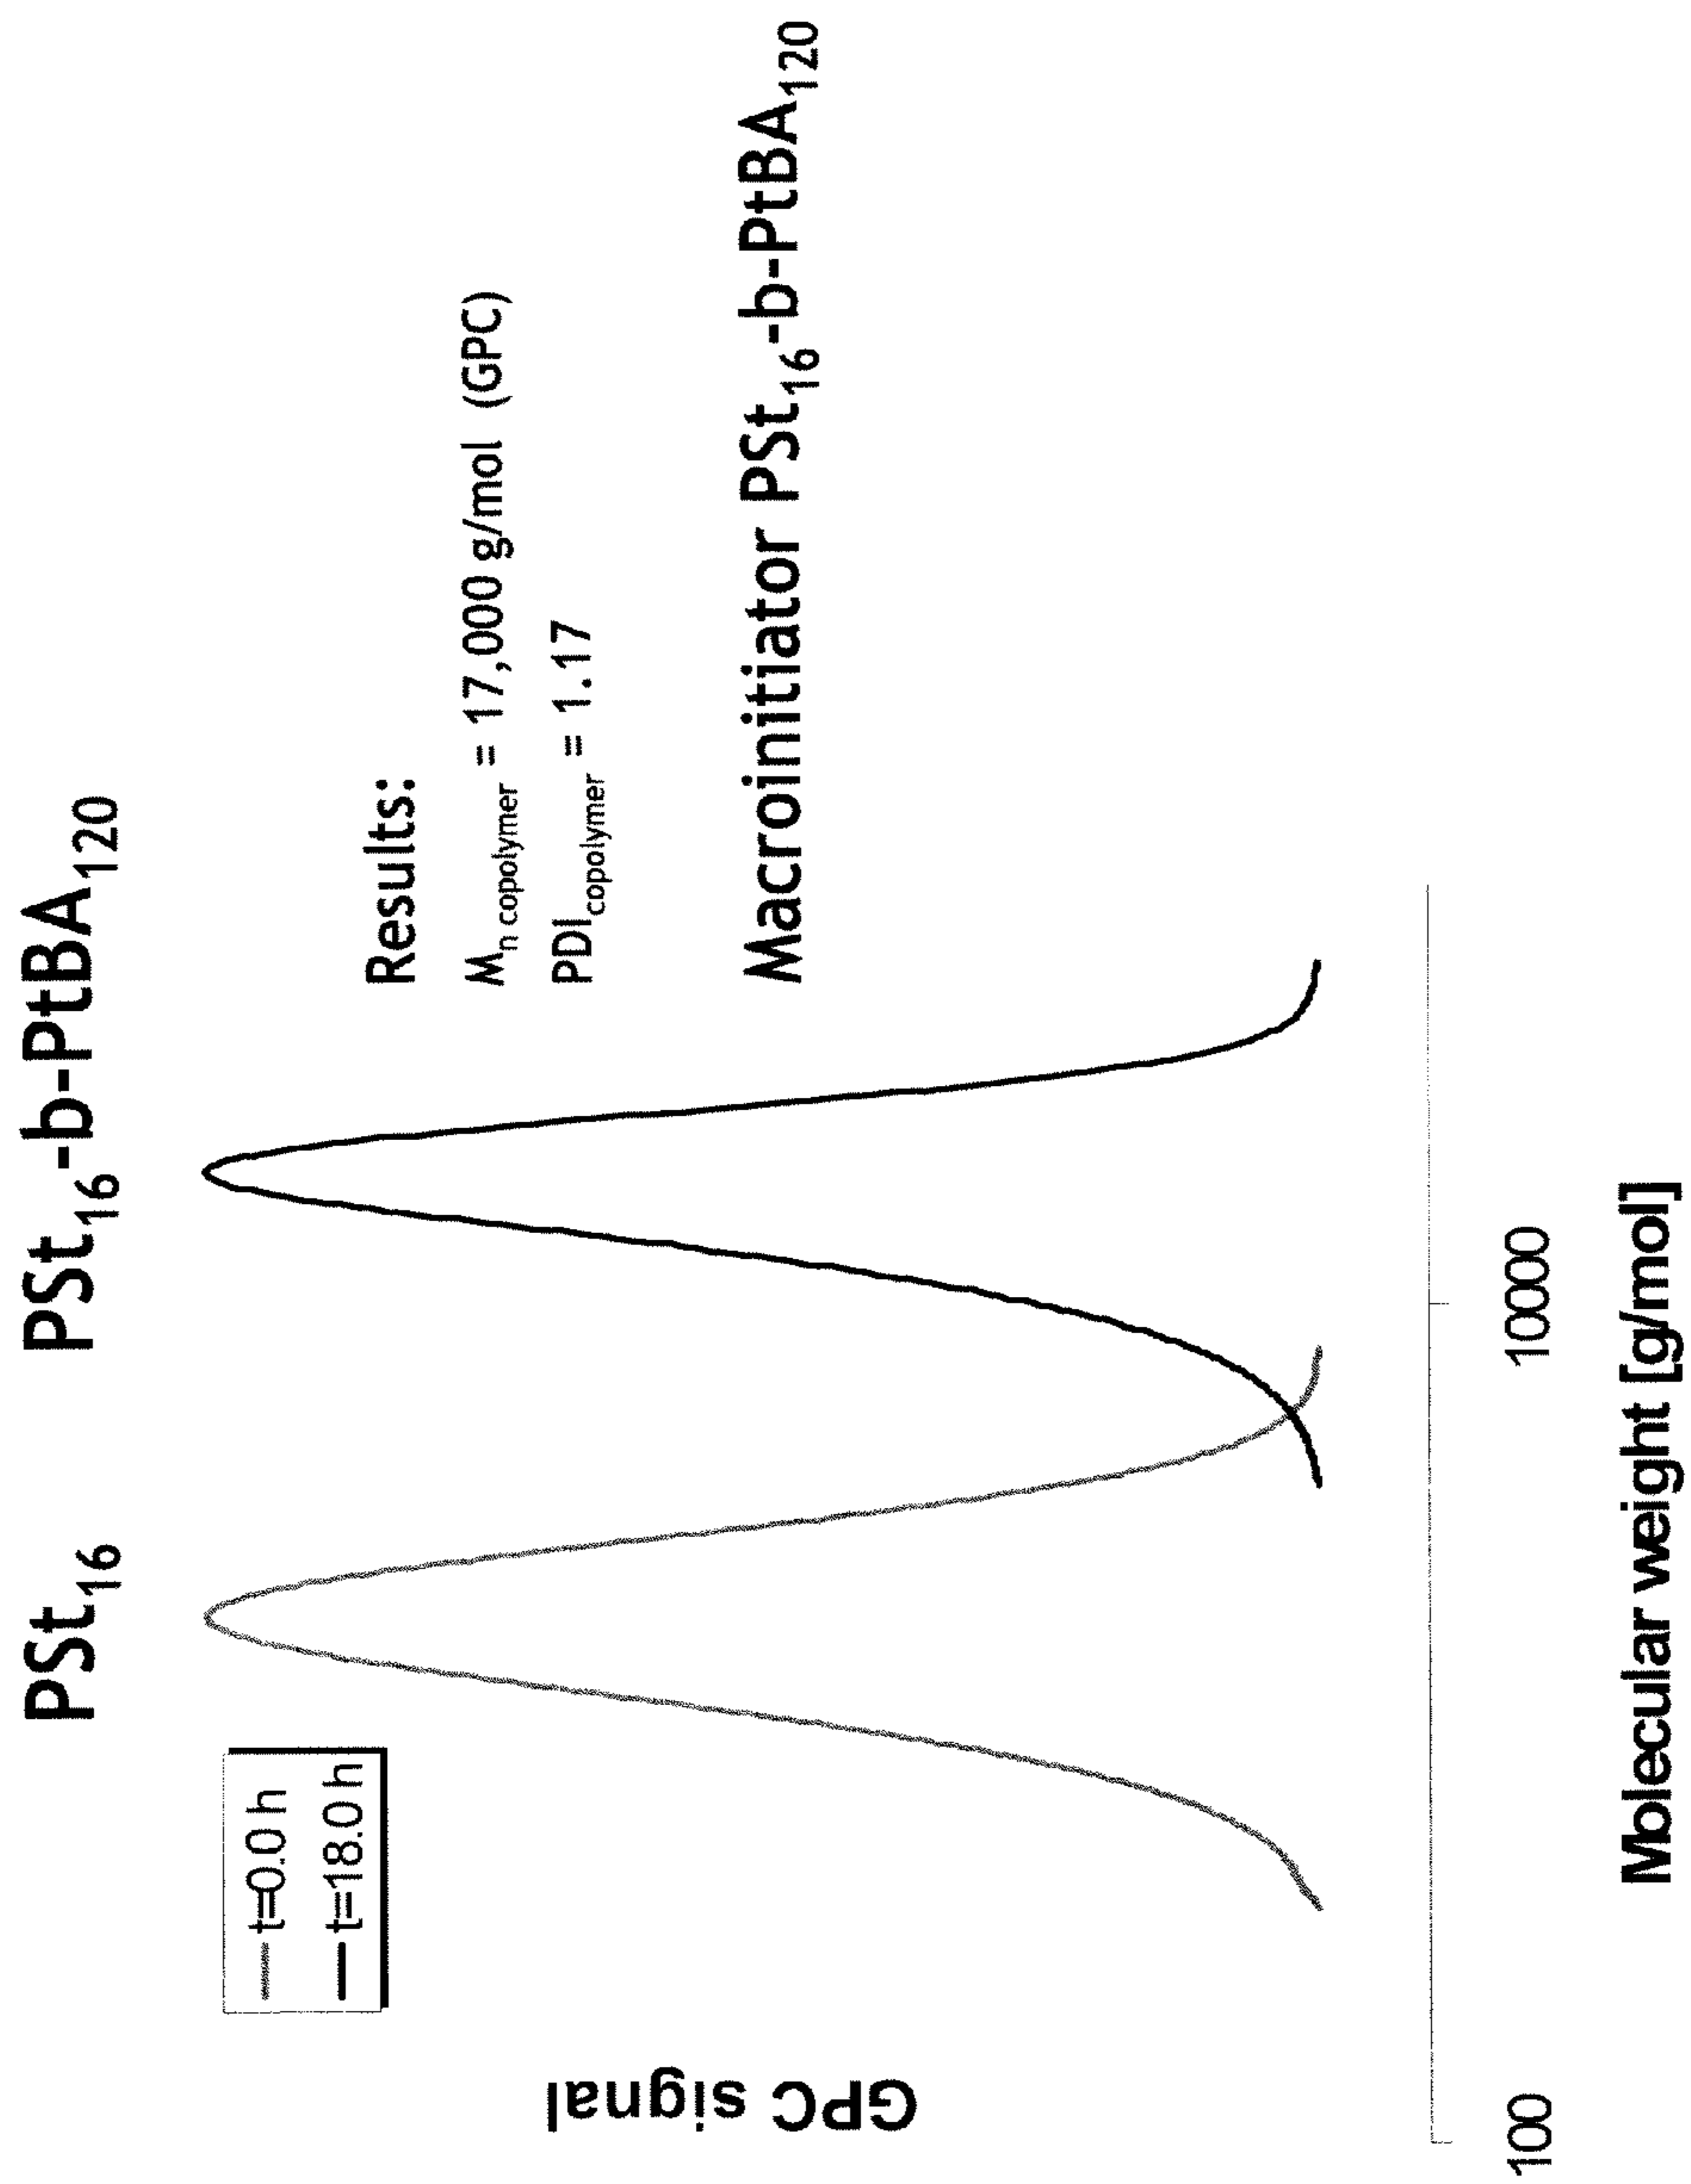 PSt16
PSt16-b-PtBA120
t=0.0 h
t=18.0 h
Results:
Mn copolymer = 17,000 g/mol (GPC)
PDIcopolymer = 1.17
Macroinitiator PSt16-b-PtBA120
GPC signal
100
10000
Molecular weight [g/mol]